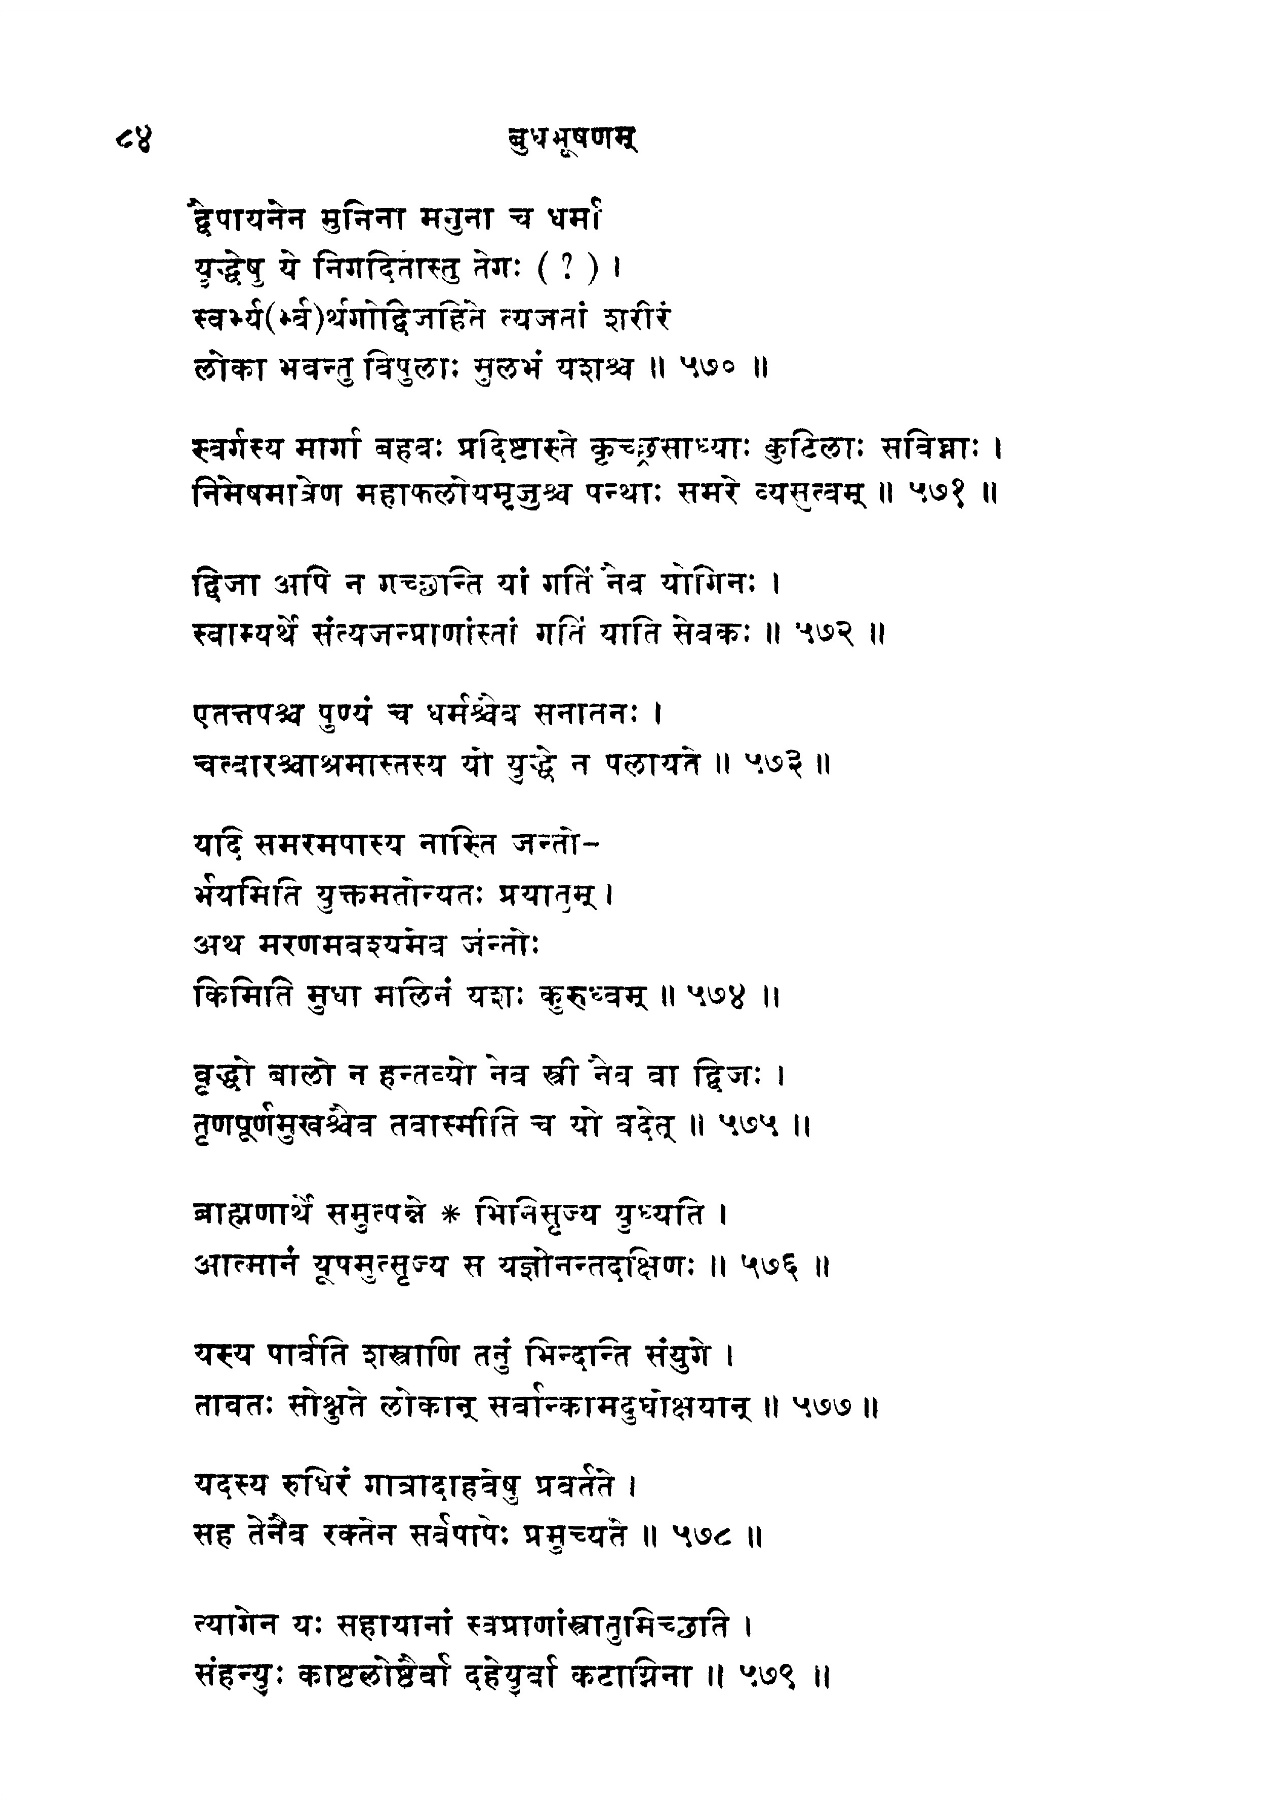 ८४ बुधभूषणम्
द्वैपायनेन मुनिना मनुना च धर्मा
युद्धेषु ये निगदितास्तु तेगः (?) ।
स्वर्भ्य(र्भ्व)र्थगोद्विजहिते त्यजतां शरीरं
लोका भवन्तु विपुलाः सुलभं यशश्च ॥ ५७० ॥
स्वर्गस्य मार्गा बहवः प्रदिष्टास्ते कृच्छ्रसाध्याः कुटिलाः सविघ्नाः ।
निमेषमात्रेण महाफलोयमृजुश्च पन्थाः समरे व्यसुत्वम् ॥ ५७१ ॥
द्विजा अपि न गच्छन्ति यां गतिं नैव योगिनः ।
स्वाम्यर्थे संत्यजन्प्राणांस्तां गतिं याति सेवकः ॥ ५७२ ॥
एतत्तपश्च पुण्यं च धर्मश्चैव सनातनः ।
चत्वारश्चाश्रमास्तस्य यो युद्धे न पलायते ॥ ५७३ ॥
यदि समरमपास्य नास्ति जन्तो-
र्भयमिति युक्तमतोन्यतः प्रयातुम् ।
अथ मरणमवश्यमेव जंन्तोः
किमिति मुधा मलिनं यशः कुरुध्वम् ॥ ५७४ ॥
वृद्धो बालो न हन्तव्यो नैव स्त्री नैव वा द्विजः ।
तृणपूर्णमुखश्चैव तवास्मीति च यो वदेत् ॥ ५७५ ॥
ब्राह्मणार्थे समुत्पन्ने * भिनिसृज्य युध्यति ।
आत्मानं यूपमुत्सृज्य स यज्ञोनन्तदक्षिणः ॥ ५७६ ॥
यस्य पार्वति शस्त्राणि तनुं भिन्दन्ति संयुगे ।
तावतः सोश्नुते लोकान् सर्वान्कामदुघोक्षयान् ॥ ५७७ ॥
यदस्य रुधिरं गात्रादाहवेषु प्रवर्तते ।
सह तेनैव रक्तेन सर्वपापैः प्रमुच्यते ॥ ५७८ ॥
त्यागेन यः सहायानां स्वप्राणांस्त्रातुमिच्छति ।
संहन्युः काष्टलोष्ठैर्वा दहेयुर्वा कटाग्निना ॥ ५७९ ॥